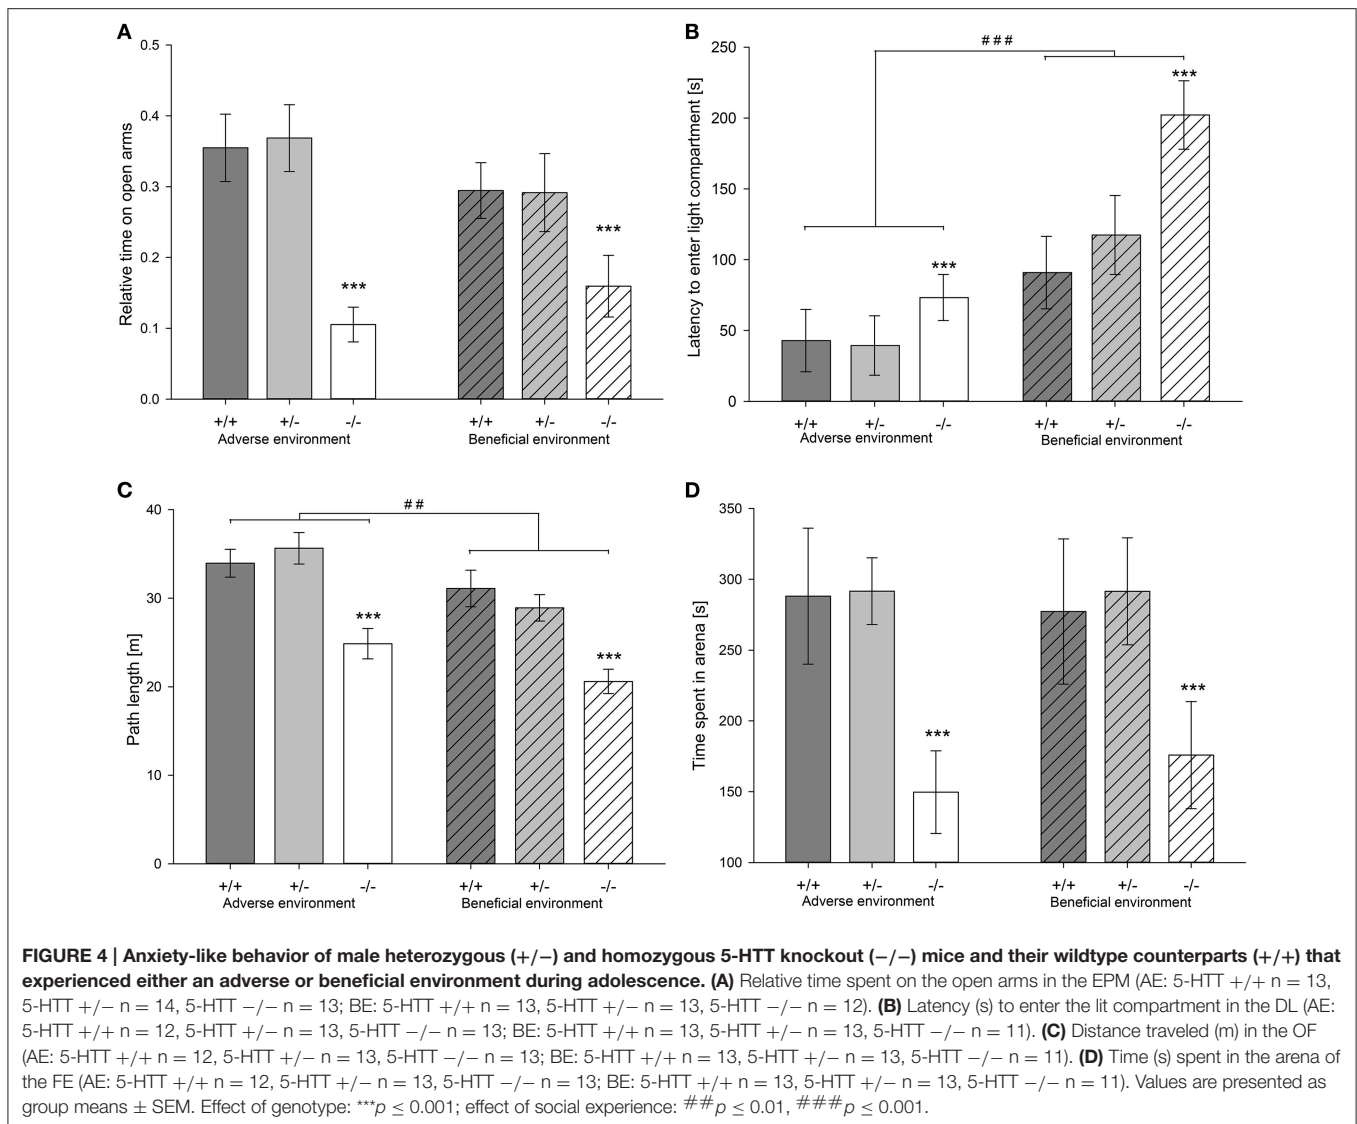 A
0.5
0.4
0.3
0.2
0.1
0.0
Relative time on open arms
***
***
+/+ +/- -/- +/+ +/- -/-
Adverse environment Beneficial environment
B
250
200
150
100
50
0
Latency to enter light compartment [s]
###
***
***
+/+ +/- -/- +/+ +/- -/-
Adverse environment Beneficial environment
C
40
30
20
10
0
Path length [m]
##
***
***
+/+ +/- -/- +/+ +/- -/-
Adverse environment Beneficial environment
D
350
300
250
200
150
100
Time spent in arena [s]
***
***
+/+ +/- -/- +/+ +/- -/-
Adverse environment Beneficial environment
FIGURE 4 | Anxiety-like behavior of male heterozygous (+/−) and homozygous 5-HTT knockout (−/−) mice and their wildtype counterparts (+/+) that
experienced either an adverse or beneficial environment during adolescence. (A) Relative time spent on the open arms in the EPM (AE: 5-HTT +/+ n = 13,
5-HTT +/− n = 14, 5-HTT −/− n = 13; BE: 5-HTT +/+ n = 13, 5-HTT +/− n = 13, 5-HTT −/− n = 12). (B) Latency (s) to enter the lit compartment in the DL (AE:
5-HTT +/+ n = 12, 5-HTT +/− n = 13, 5-HTT −/− n = 13; BE: 5-HTT +/+ n = 13, 5-HTT +/− n = 13, 5-HTT −/− n = 11). (C) Distance traveled (m) in the OF
(AE: 5-HTT +/+ n = 12, 5-HTT +/− n = 13, 5-HTT −/− n = 13; BE: 5-HTT +/+ n = 13, 5-HTT +/− n = 13, 5-HTT −/− n = 11). (D) Time (s) spent in the arena of
the FE (AE: 5-HTT +/+ n = 12, 5-HTT +/− n = 13, 5-HTT −/− n = 13; BE: 5-HTT +/+ n = 13, 5-HTT +/− n = 13, 5-HTT −/− n = 11). Values are presented as
group means ± SEM. Effect of genotype: ***p ≤ 0.001; effect of social experience: ##p ≤ 0.01, ###p ≤ 0.001.